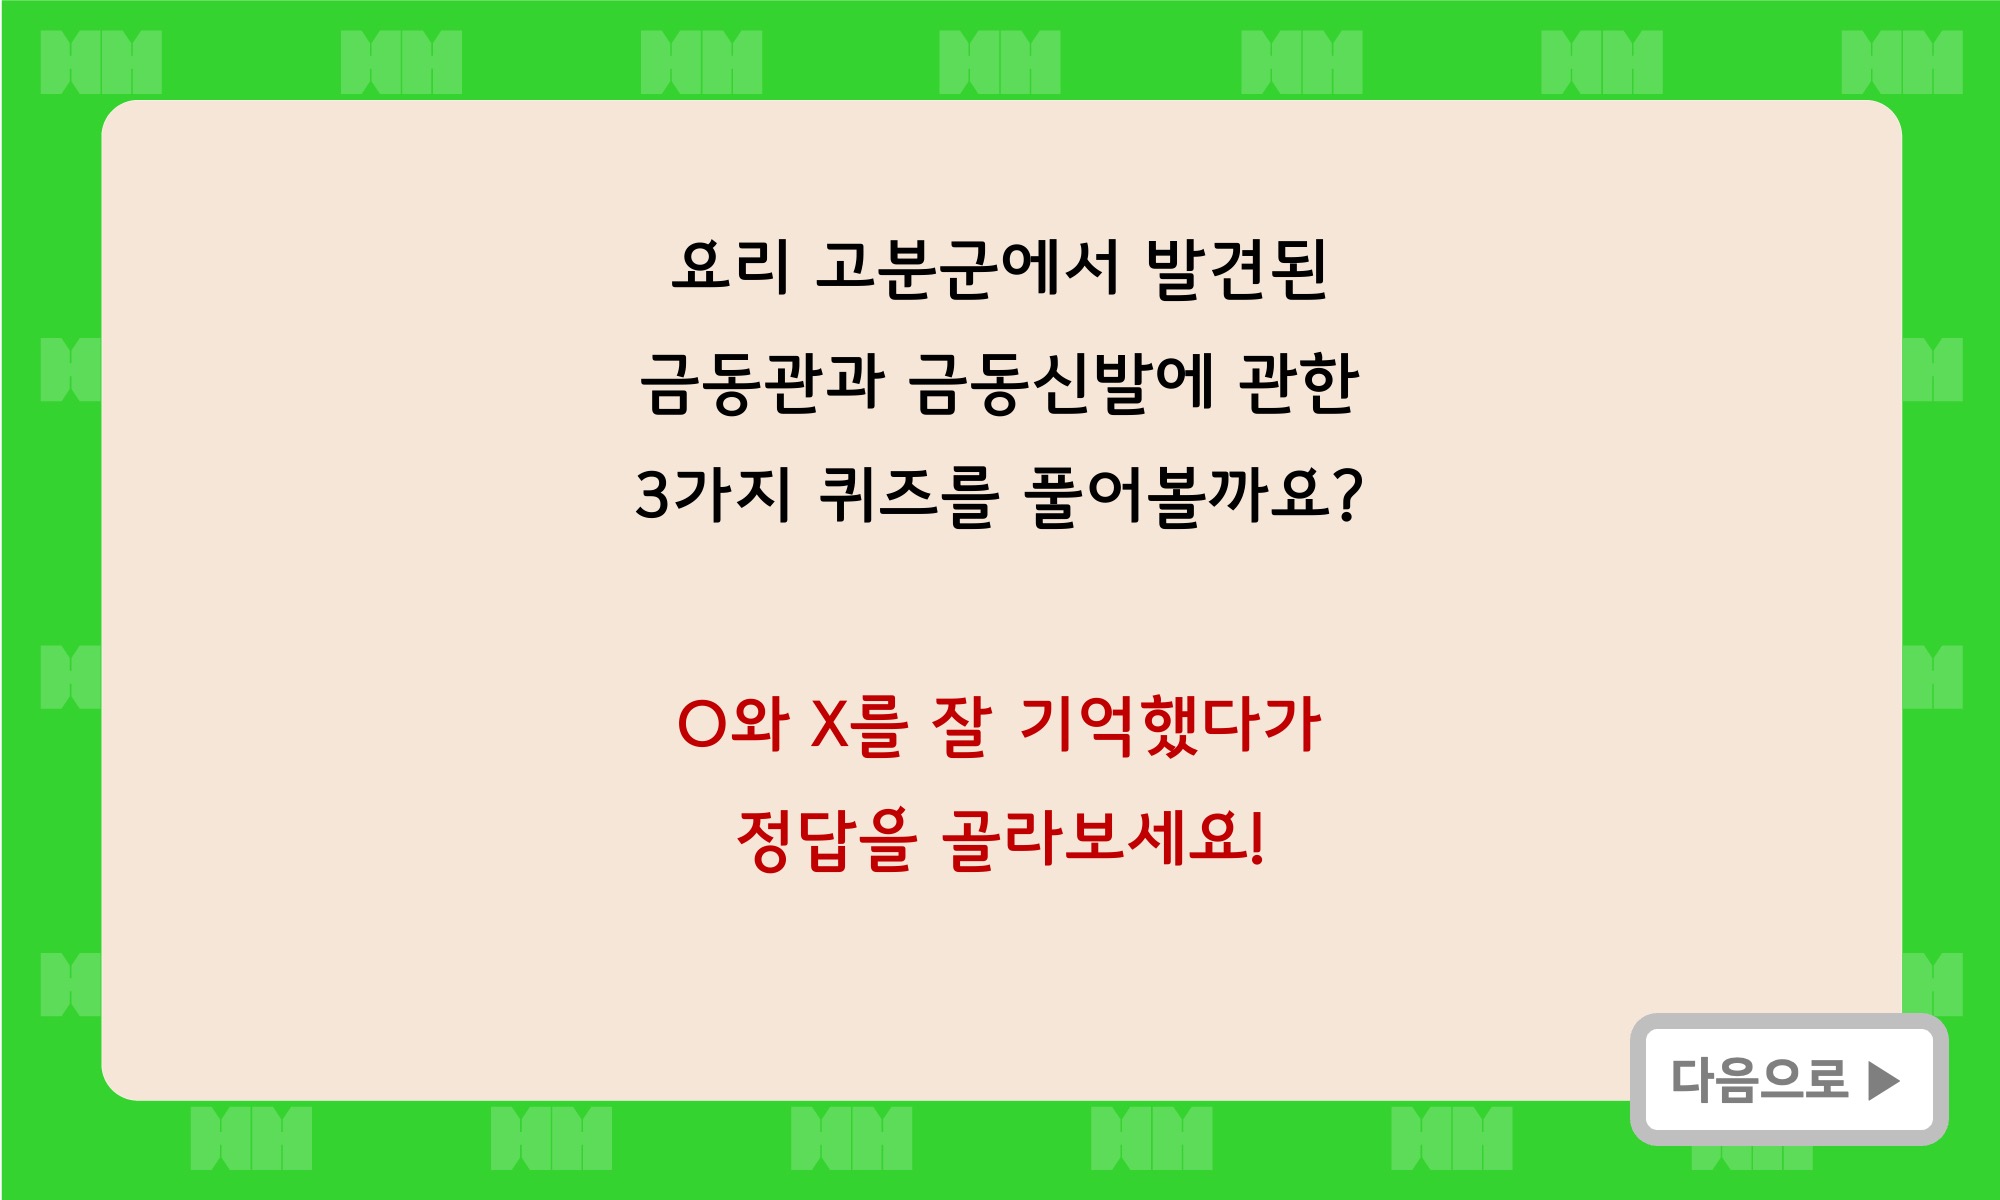 요리 고분군에서 발견된
금동관과 금동신발에 관한
3가지 퀴즈를 풀어볼까요?
O와 X를 잘 기억했다가
정답을 골라보세요!
다음으로 ▶